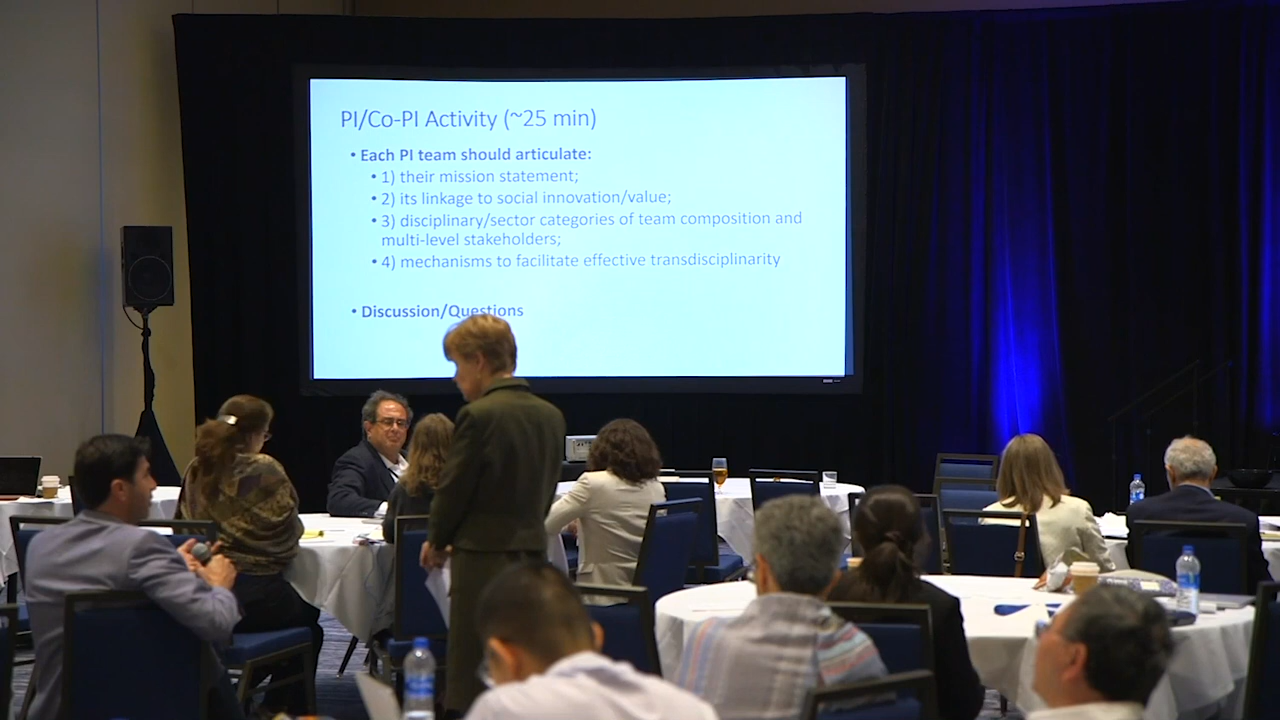 PI/Co-PI Activity (~25 min)
• Each PI team should articulate:
• 1) their mission statement;
• 2) its linkage to social innovation/value;
• 3) disciplinary/sector categories of team composition and
multi-level stakeholders;
• 4) mechanisms to facilitate effective transdisciplinarity
• Discussion/Questions